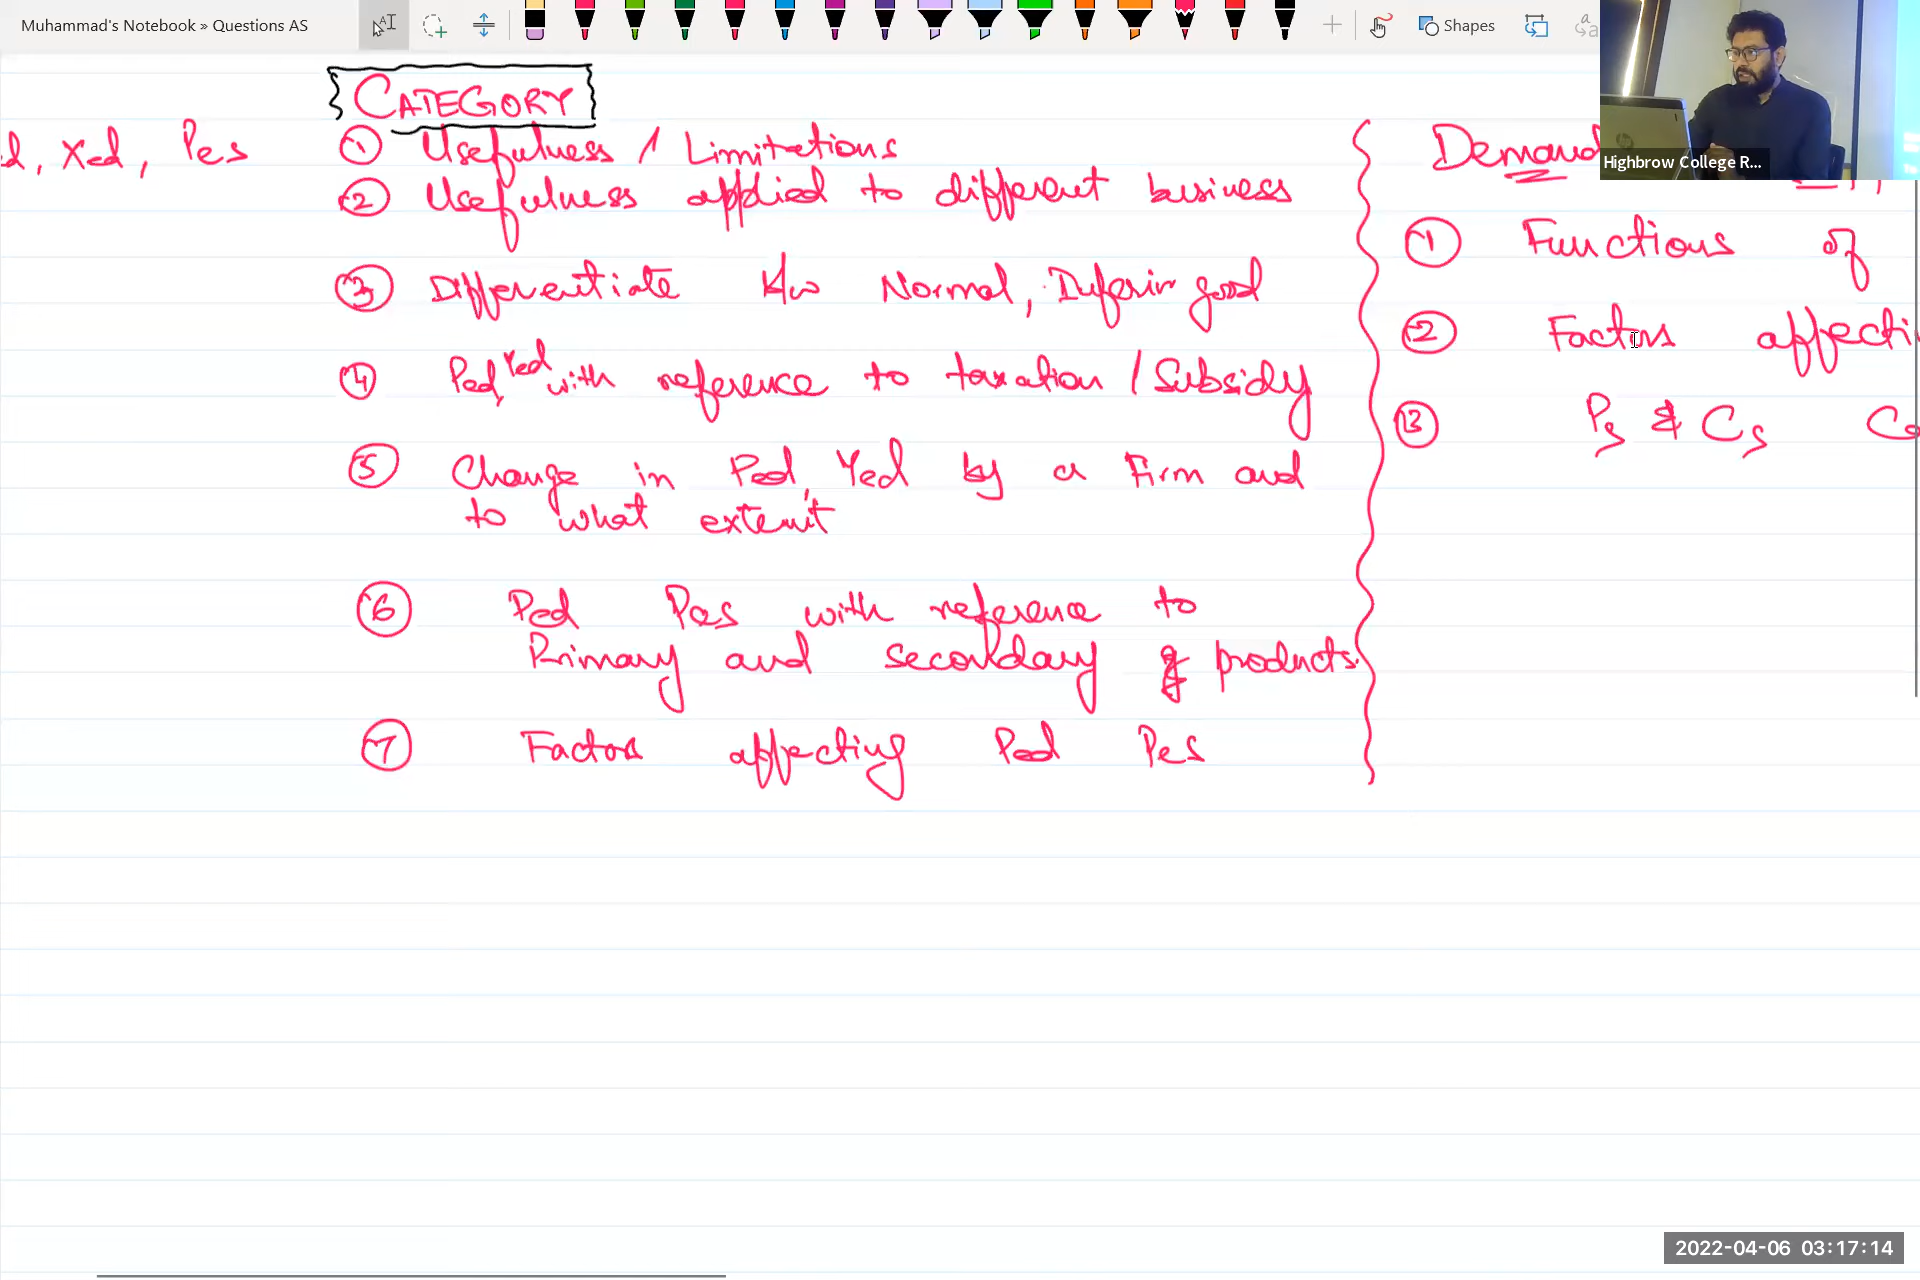 Muhammad's Notebook » Questions AS
Shapes
Highbrow College R...
CATEGORY
d, Xed, Pes
① Usefulness / Limitations
② Usefulness applied to different business
③ Differentiate b/w Normal, Inferior good
④ Ped, Yed with reference to taxation / Subsidy
⑤ Change in Ped, Yed by a Firm and
to what extent
⑥ Ped Pes with reference to
Primary and secondary products.
⑦ Factors affecting Ped Pes
Demand
① Functions of
② Factors affecti
③ Ps & Cs Co
2022-04-06 03:17:14